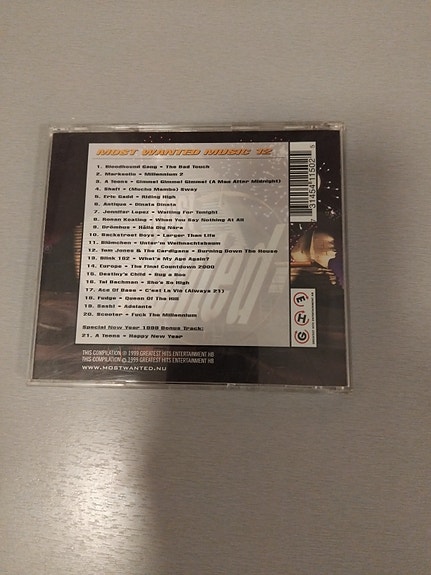 MOST WANTED MUSIC 12
1. Bloodhound Gang • The Bad Touch
2. Markoolio • Millennium 2
3. A Teens • Gimme! Gimme! Gimme! (A Man After Midnight)
4. Shaft • (Mucho Mambo) Sway
5. Eric Gadd • Riding High
6. Antique • Dinata Dinata
7. Jennifer Lopez • Waiting For Tonight
8. Ronan Keating • When You Say Nothing At All
9. Drömhus • Hålla Dig Nära
10. Backstreet Boys • Larger Than Life
11. Blümchen • Unter'm Weihnachtsbaum
12. Tom Jones & The Cardigans • Burning Down The House
13. Blink 182 • What's My Age Again?
14. Europe • The Final Countdown 2000
15. Destiny's Child • Bug a Boo
16. Tal Bachman • She's So High
17. Ace Of Base • C'est La Vie (Always 21)
18. Fudge • Queen Of The Hill
19. Sash! • Adelante
20. Scooter • Fuck The Millennium
Special New Year 1999 Bonus Track:
21. A Teens • Happy New Year
THIS COMPILATION ℗ 1999 GREATEST HITS ENTERTAINMENT HB
THIS COMPILATION © 1999 GREATEST HITS ENTERTAINMENT HB
WWW.MOSTWANTED.NU
7 31454 11502 5